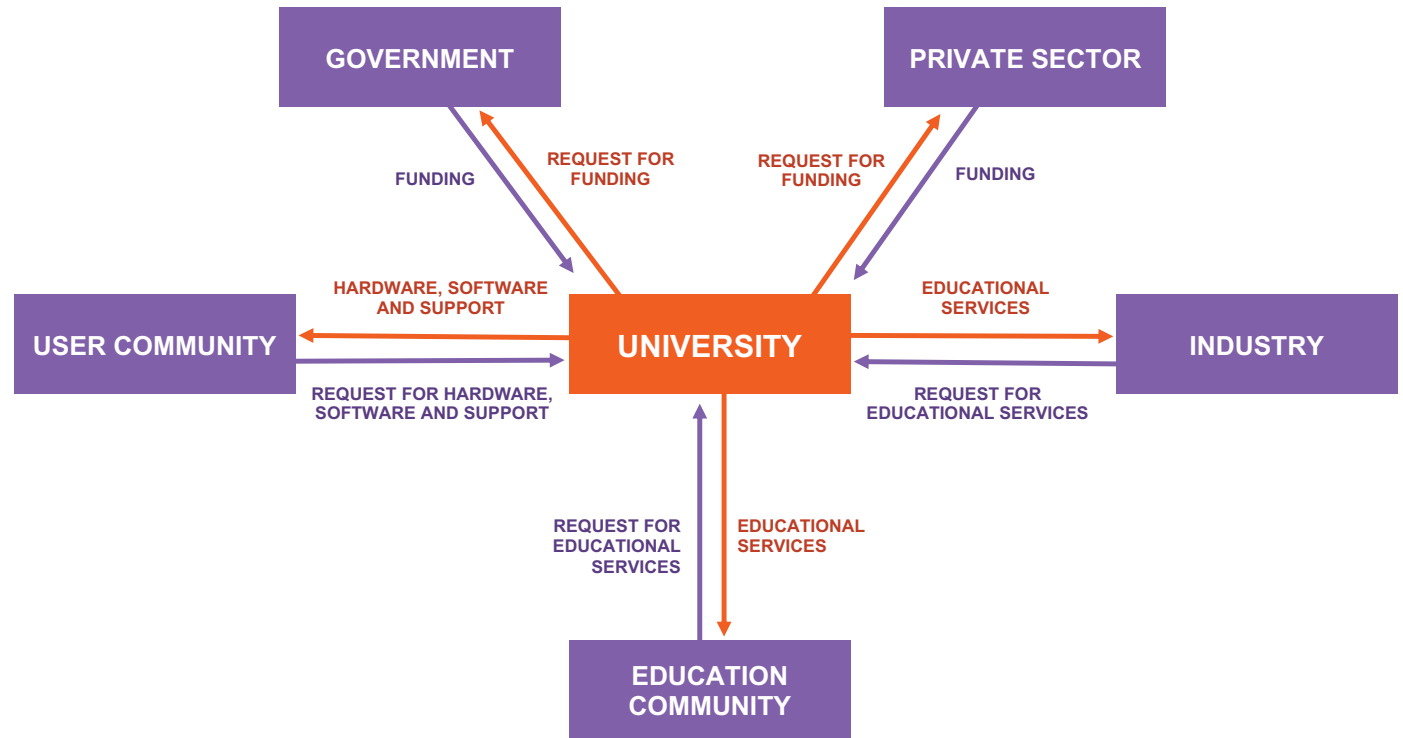 GOVERNMENT
PRIVATE SECTOR
FUNDING
REQUEST FOR
FUNDING
REQUEST FOR
FUNDING
FUNDING
HARDWARE, SOFTWARE
AND SUPPORT
EDUCATIONAL
SERVICES
USER COMMUNITY
UNIVERSITY
INDUSTRY
REQUEST FOR HARDWARE,
SOFTWARE AND SUPPORT
REQUEST FOR
EDUCATIONAL SERVICES
REQUEST FOR
EDUCATIONAL
SERVICES
EDUCATIONAL
SERVICES
EDUCATION
COMMUNITY